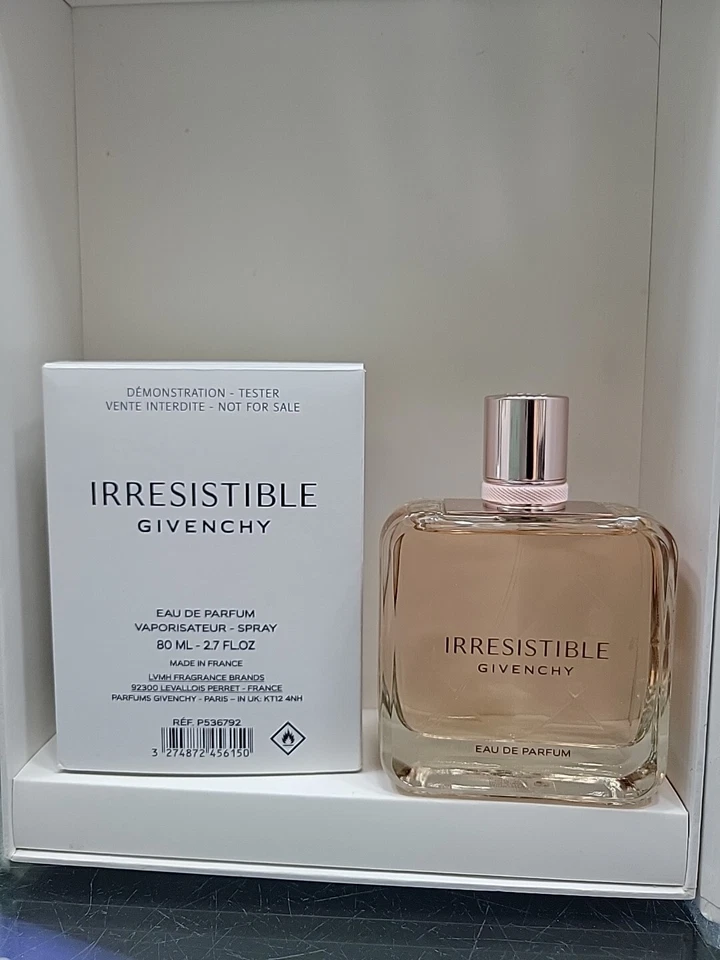 DÉMONSTRATION - TESTER
VENTE INTERDITE - NOT FOR SALE
IRRESISTIBLE
GIVENCHY
EAU DE PARFUM
VAPORISATEUR - SPRAY
80 ML - 2.7 FL.OZ
MADE IN FRANCE
LVMH FRAGRANCE BRANDS
92300 LEVALLOIS PERRET - FRANCE
PARFUMS GIVENCHY - PARIS - IN UK: KT12 4NH
RÉF. P536792
3 274872 456150
IRRESISTIBLE
GIVENCHY
EAU DE PARFUM